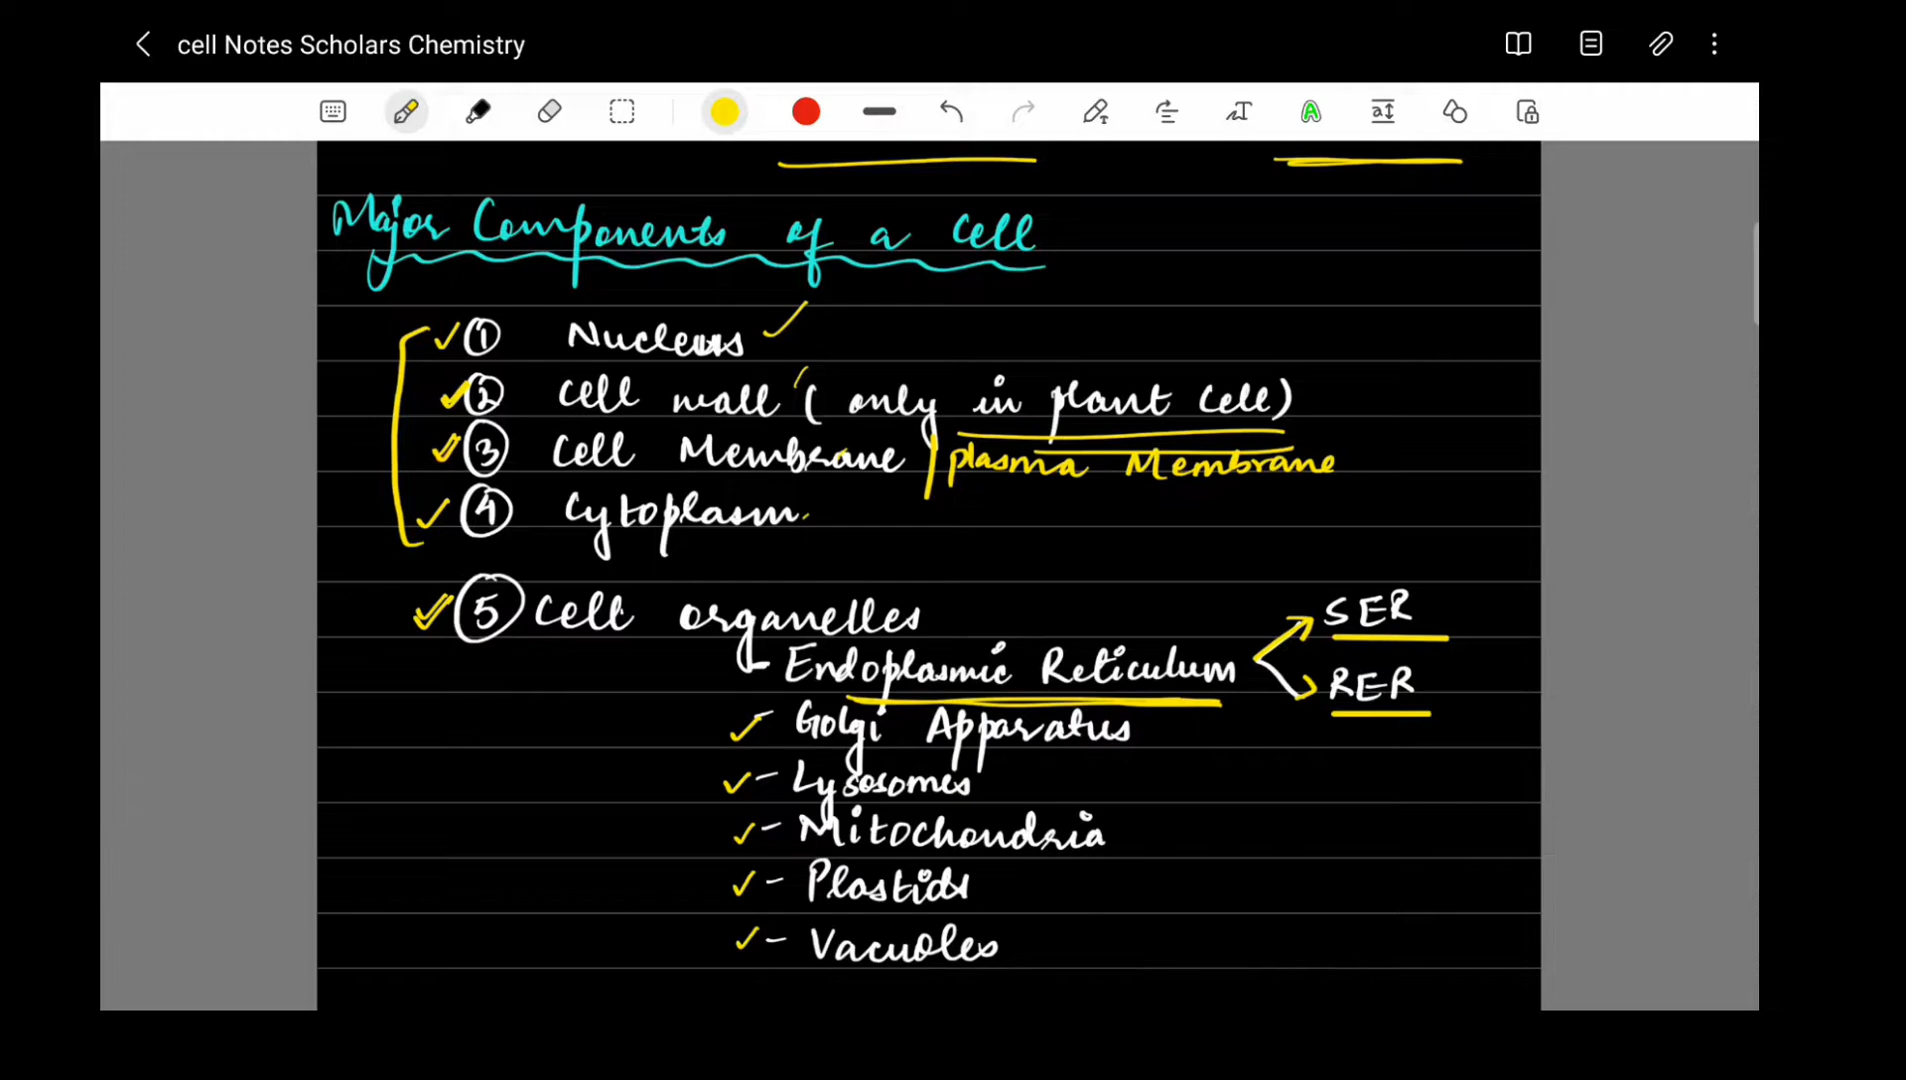 cell Notes Scholars Chemistry
Major Components of a Cell
① Nucleus
② Cell wall (only in plant Cell)
③ Cell Membrane / plasma Membrane
④ Cytoplasm
⑤ Cell organelles
SER
- Endoplasmic Reticulum
RER
- Golgi Apparatus
- Lysosomes
- Mitochondria
- Plastids
- Vacuoles